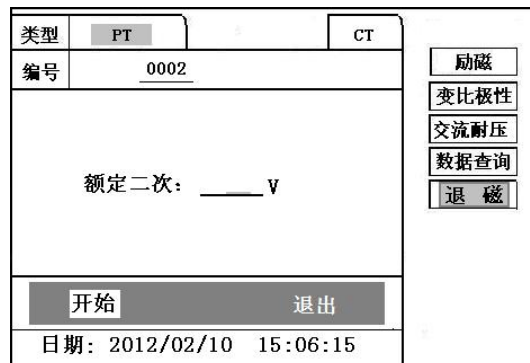 类型 PT CT
编号 0002
额定二次： V
开始 退出
日期: 2012/02/10 15:06:15
励磁
变比极性
交流耐压
数据查询
退 磁